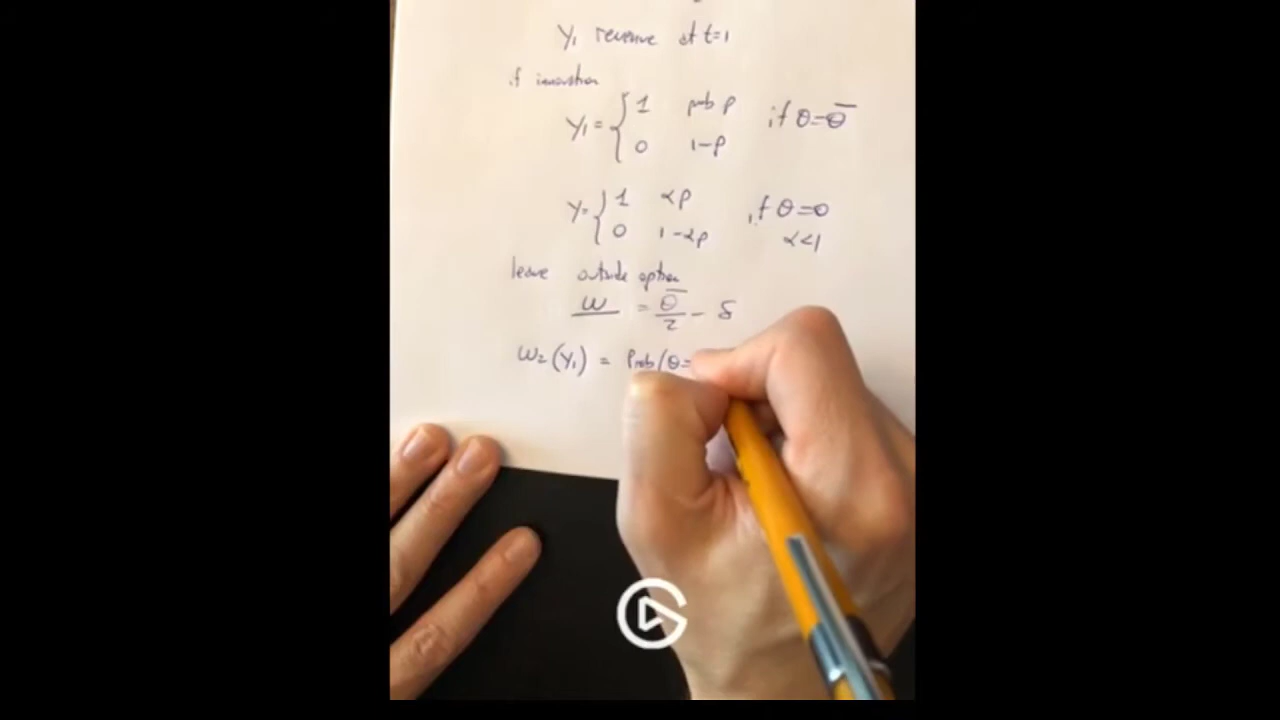 y₁ revenue at t=1
if innovation
y₁ = { 1 prob p if θ=θ̅
0 1-p
y= { 1 αp if θ=0
0 1-αp α<1
leave outside option
w̲ = θ̅/2 - δ
w₂(y₁) = Prob(θ=